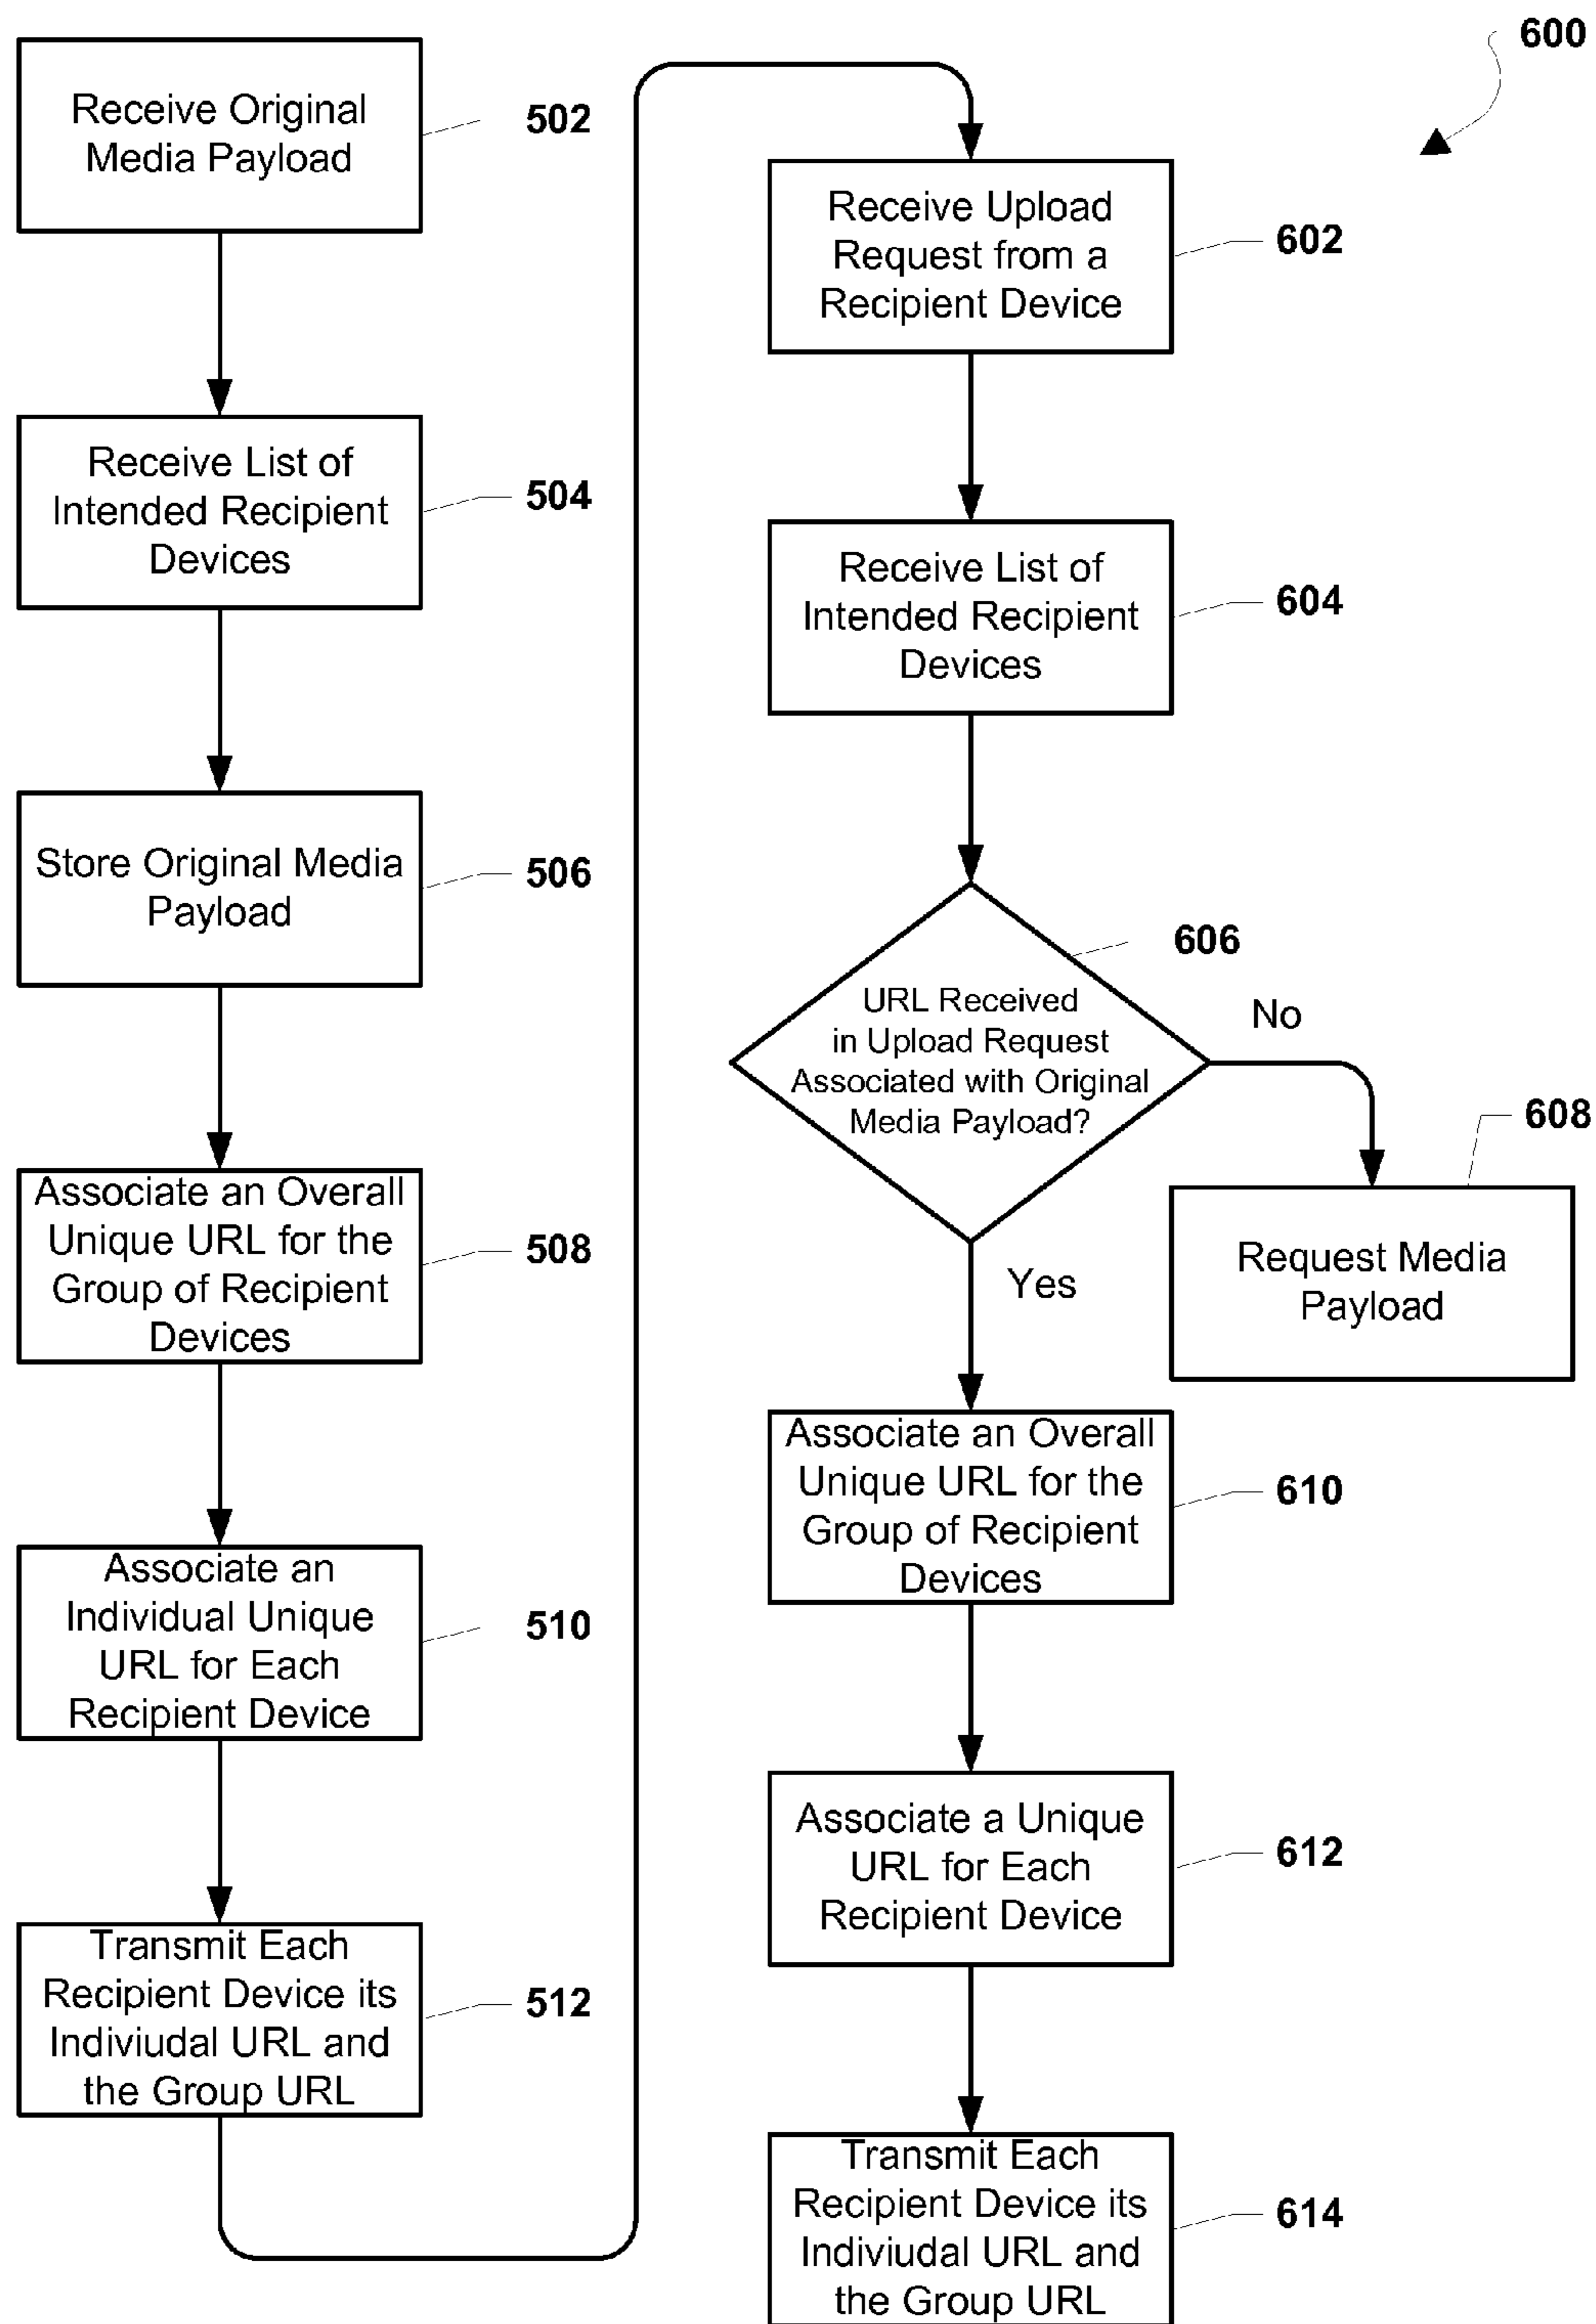 600
Receive Original
Media Payload
502
Receive List of
Intended Recipient
Devices
504
Store Original Media
Payload
506
Associate an Overall
Unique URL for the
Group of Recipient
Devices
508
Associate an
Individual Unique
URL for Each
Recipient Device
510
Transmit Each
Recipient Device its
Indiviudal URL and
the Group URL
512
Receive Upload
Request from a
Recipient Device
602
Receive List of
Intended Recipient
Devices
604
URL Received
in Upload Request
Associated with Original
Media Payload?
606
No
Request Media
Payload
608
Yes
Associate an Overall
Unique URL for the
Group of Recipient
Devices
610
Associate a Unique
URL for Each
Recipient Device
612
Transmit Each
Recipient Device its
Indiviudal URL and
the Group URL
614